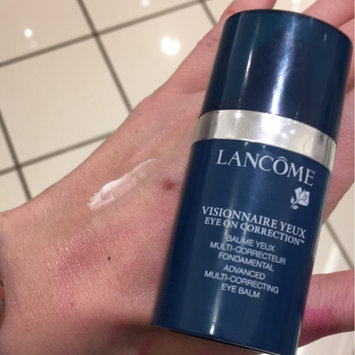 LANCÔME
VISIONNAIRE YEUX
EYE ON CORRECTION™
BAUME YEUX
MULTI-CORRECTEUR
FONDAMENTAL
ADVANCED
MULTI-CORRECTING
EYE BALM